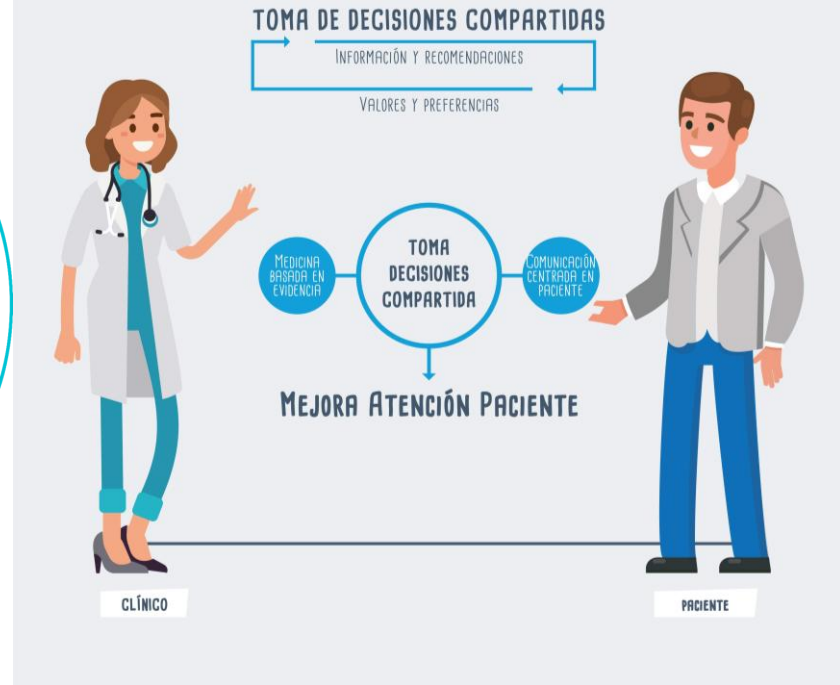 TOMA DE DECISIONES COMPARTIDAS
INFORMACIÓN Y RECOMENDACIONES
VALORES Y PREFERENCIAS
MEDICINA
BASADA EN
EVIDENCIA
TOMA
DECISIONES
COMPARTIDA
COMUNICACIÓN
CENTRADA EN
PACIENTE
MEJORA ATENCIÓN PACIENTE
CLÍNICO
PACIENTE